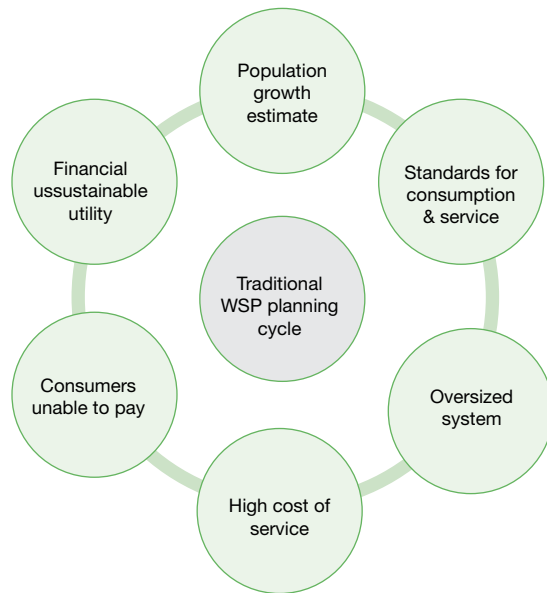 Population
growth
estimate
Standards for
consumption
& service
Oversized
system
High cost of
service
Consumers
unable to pay
Financial
ussustainable
utility
Traditional
WSP planning
cycle